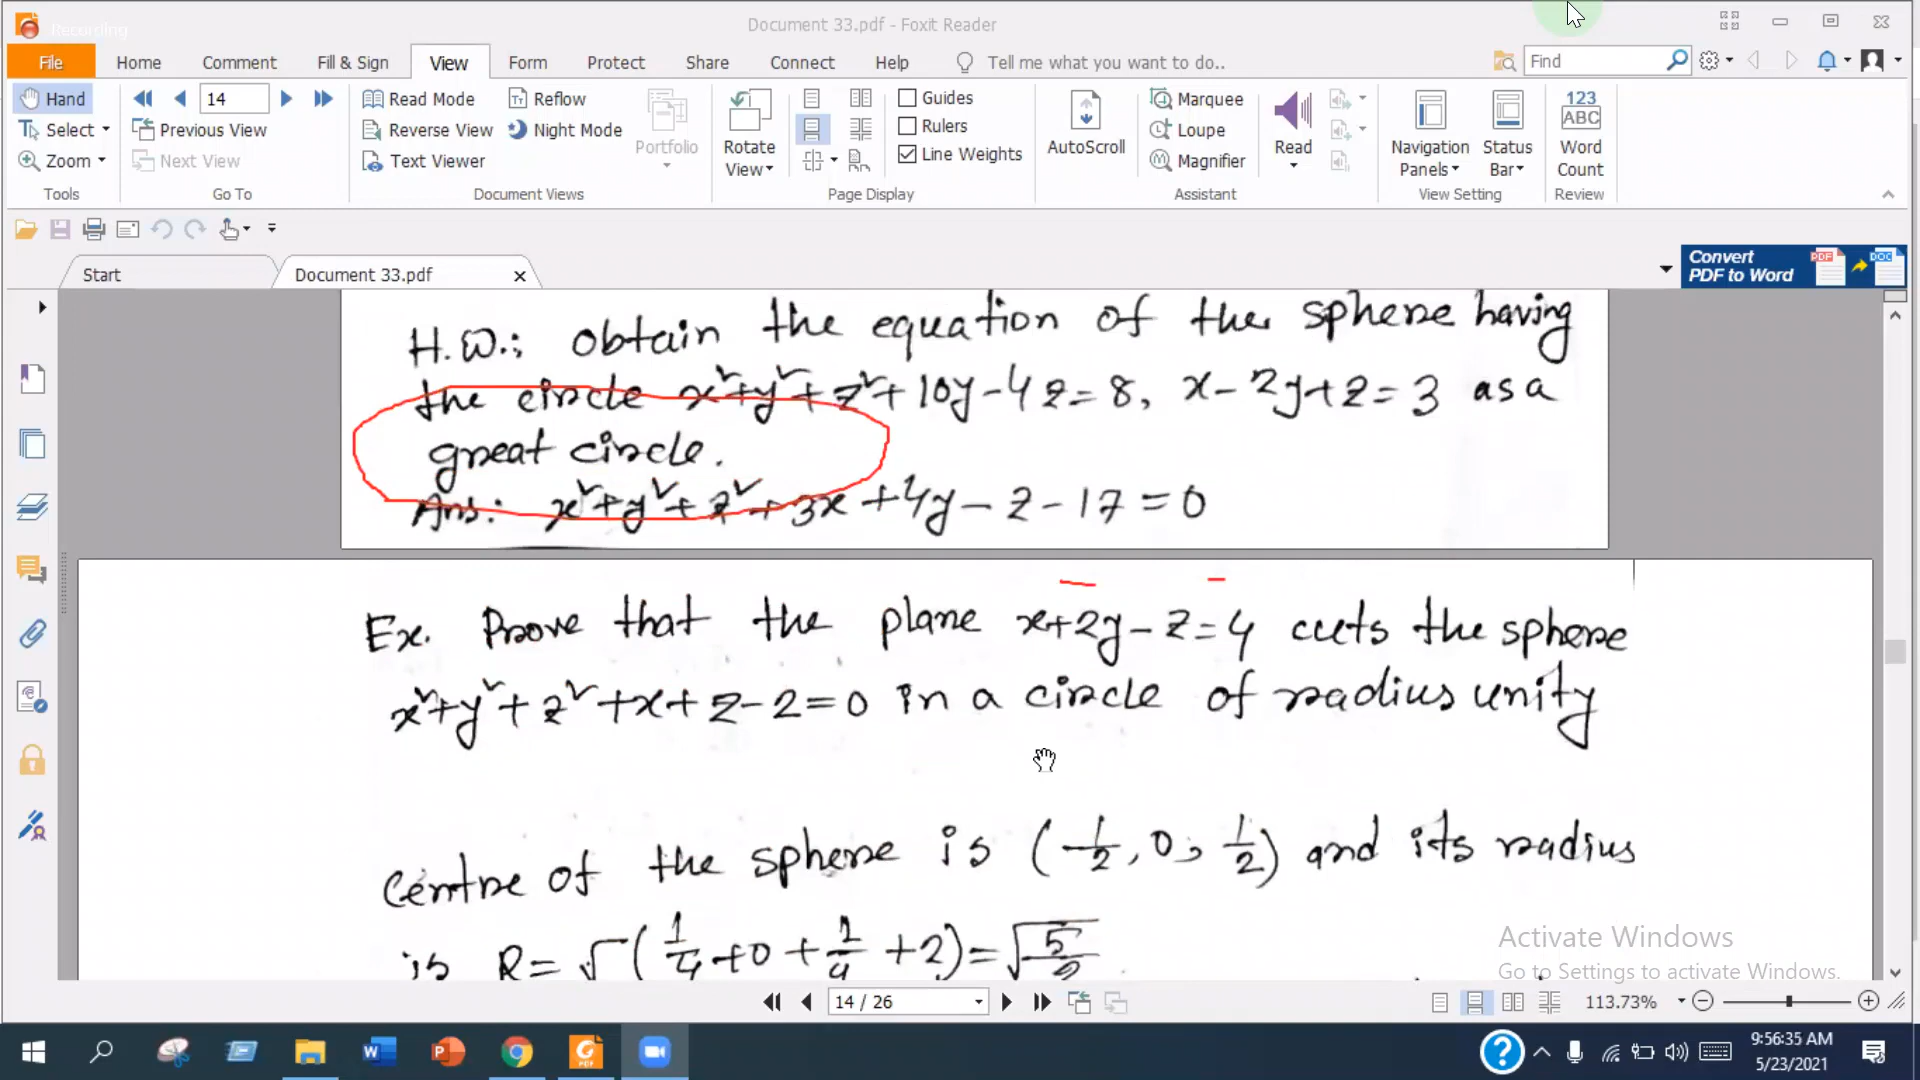 Recording
Document 33.pdf - Foxit Reader
File Home Comment Fill & Sign View Form Protect Share Connect Help Tell me what you want to do.. Find
Hand 14 Read Mode Reflow Guides Marquee
Select Previous View Reverse View Night Mode Rulers Loupe
Zoom Next View Text Viewer Portfolio Rotate View Line Weights AutoScroll Magnifier Read Navigation Panels Status Bar 123 ABC Word Count
Tools Go To Document Views Page Display Assistant View Setting Review
Start Document 33.pdf
Convert PDF to Word PDF DOC
H.W.: obtain the equation of the sphere having
the circle x²+y²+z²+10y-4z=8, x-2y+z=3 as a
great circle.
Ans: x²+y²+z²+3x+4y-z-17=0
Ex. Prove that the plane x+2y-z=4 cuts the sphere
x²+y²+z²+x+z-2=0 in a circle of radius unity
Centre of the sphere is (-1/2, 0, 1/2) and its radius
is R=√(1/4+0+1/4+2)=√5/2
Activate Windows
Go to Settings to activate Windows.
14 / 26 113.73%
9:56:35 AM
5/23/2021